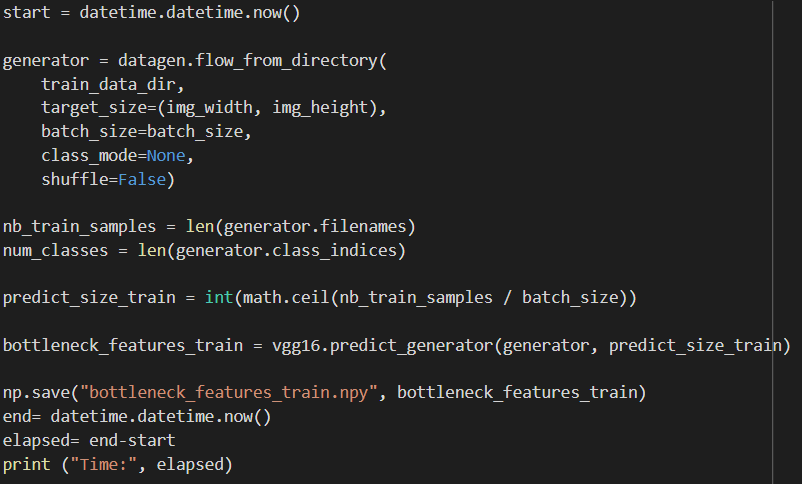 start = datetime.datetime.now()
generator = datagen.flow_from_directory(
    train_data_dir,
    target_size=(img_width, img_height),
    batch_size=batch_size,
    class_mode=None,
    shuffle=False)
nb_train_samples = len(generator.filenames)
num_classes = len(generator.class_indices)
predict_size_train = int(math.ceil(nb_train_samples / batch_size))
bottleneck_features_train = vgg16.predict_generator(generator, predict_size_train)
np.save("bottleneck_features_train.npy", bottleneck_features_train)
end= datetime.datetime.now()
elapsed= end-start
print ("Time:", elapsed)